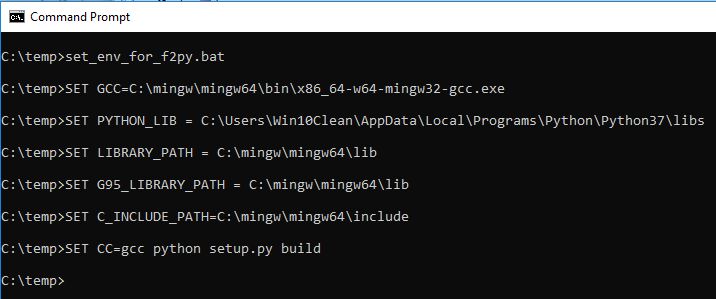 Command Prompt
C:\temp>set_env_for_f2py.bat
C:\temp>SET GCC=C:\mingw\mingw64\bin\x86_64-w64-mingw32-gcc.exe
C:\temp>SET PYTHON_LIB = C:\Users\Win10Clean\AppData\Local\Programs\Python\Python37\libs
C:\temp>SET LIBRARY_PATH = C:\mingw\mingw64\lib
C:\temp>SET G95_LIBRARY_PATH = C:\mingw\mingw64\lib
C:\temp>SET C_INCLUDE_PATH=C:\mingw\mingw64\include
C:\temp>SET CC=gcc python setup.py build
C:\temp>